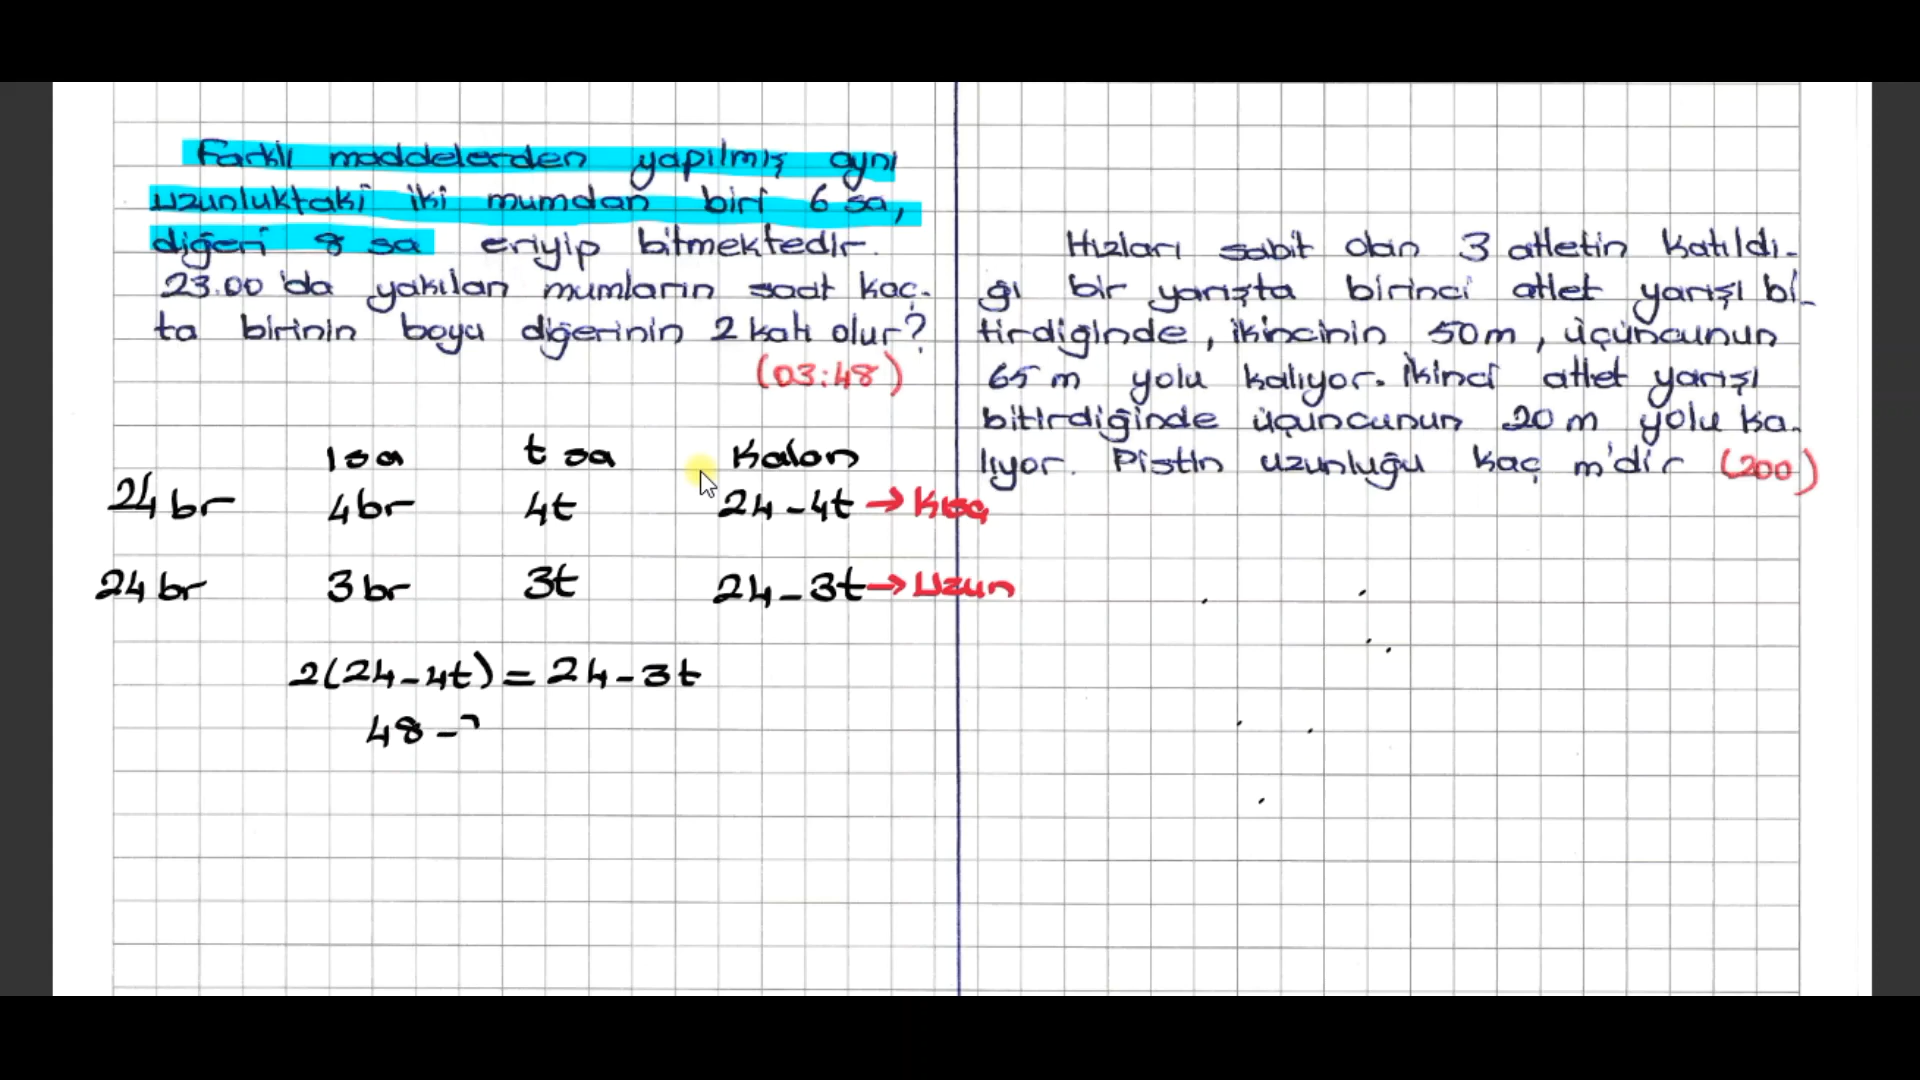 Farklı maddelerden yapılmış aynı
uzunluktaki iki mumdan biri 6 sa,
diğeri 8 sa eriyip bitmektedir.
23.00'da yakılan mumların saat kaç-
ta birinin boyu diğerinin 2 katı olur?
(03:48)
1 sa t sa Kalan
24 br 4br 4t 24-4t → Kısa
24 br 3 br 3t 24-3t → Uzun
2(24-4t) = 24-3t
48 -
Hızları sabit olan 3 atletin katıldı-
ğı bir yarışta birinci atlet yarışı bi-
tirdiğinde, ikincinin 50m, üçüncünün
65 m yolu kalıyor. İkinci atlet yarışı
bitirdiğinde üçüncünün 20 m yolu ka-
lıyor. Pistin uzunluğu kaç m'dir (200)